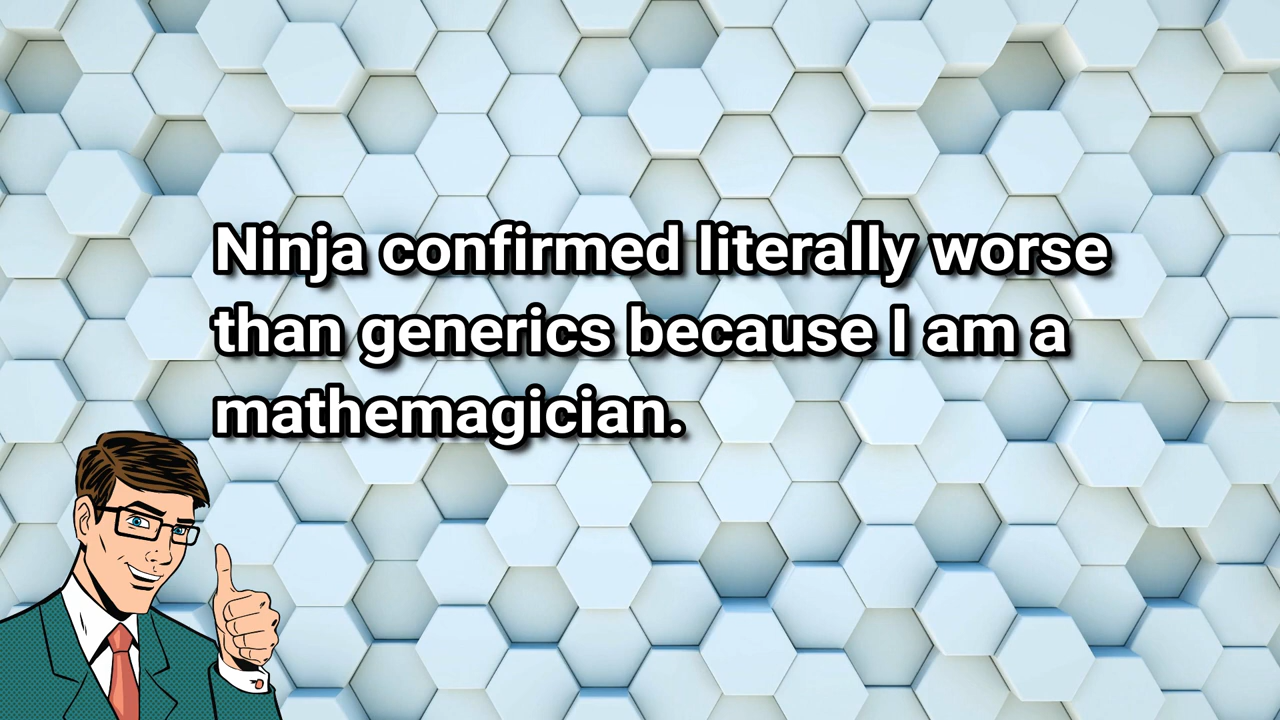 Ninja confirmed literally worse
than generics because I am a
mathemagician.